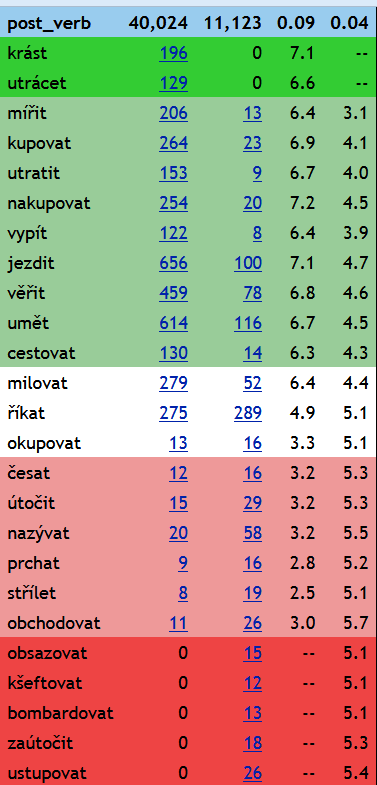 post_verb 40,024 11,123 0.09 0.04
krást 196 0 7.1 --
utrácet 129 0 6.6 --
mířit 206 13 6.4 3.1
kupovat 264 23 6.9 4.1
utratit 153 9 6.7 4.0
nakupovat 254 20 7.2 4.5
vypít 122 8 6.4 3.9
jezdit 656 100 7.1 4.7
věřit 459 78 6.8 4.6
umět 614 116 6.7 4.5
cestovat 130 14 6.3 4.3
milovat 279 52 6.4 4.4
říkat 275 289 4.9 5.1
okupovat 13 16 3.3 5.1
česat 12 16 3.2 5.3
útočit 15 29 3.2 5.3
nazývat 20 58 3.2 5.5
prchat 9 16 2.8 5.2
střílet 8 19 2.5 5.1
obchodovat 11 26 3.0 5.7
obsazovat 0 15 -- 5.1
kšeftovat 0 12 -- 5.1
bombardovat 0 13 -- 5.1
zaútočit 0 18 -- 5.3
ustupovat 0 26 -- 5.4